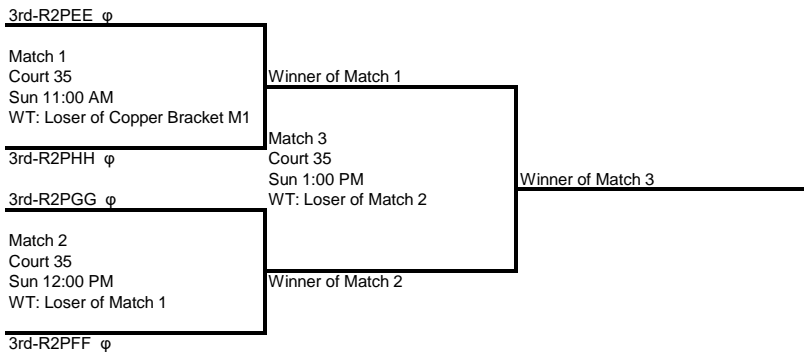 3rd-R2PEE φ
Match 1
Court 35
Sun 11:00 AM
WT: Loser of Copper Bracket M1
3rd-R2PHH φ
Winner of Match 1
3rd-R2PGG φ
Match 2
Court 35
Sun 12:00 PM
WT: Loser of Match 1
3rd-R2PFF φ
Winner of Match 2
Match 3
Court 35
Sun 1:00 PM
WT: Loser of Match 2
Winner of Match 3